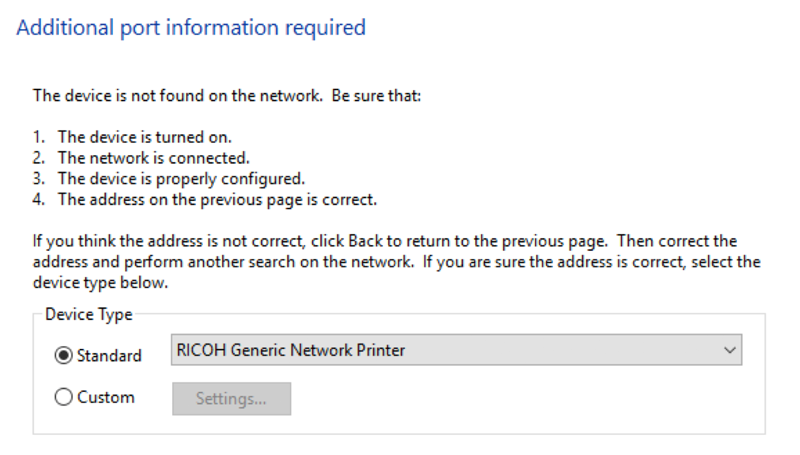 Additional port information required
The device is not found on the network.  Be sure that:
1.   The device is turned on.
2.   The network is connected.
3.   The device is properly configured.
4.   The address on the previous page is correct.
If you think the address is not correct, click Back to return to the previous page.  Then correct the
address and perform another search on the network.  If you are sure the address is correct, select the
device type below.
Device Type
Standard
RICOH Generic Network Printer
Custom
Settings...